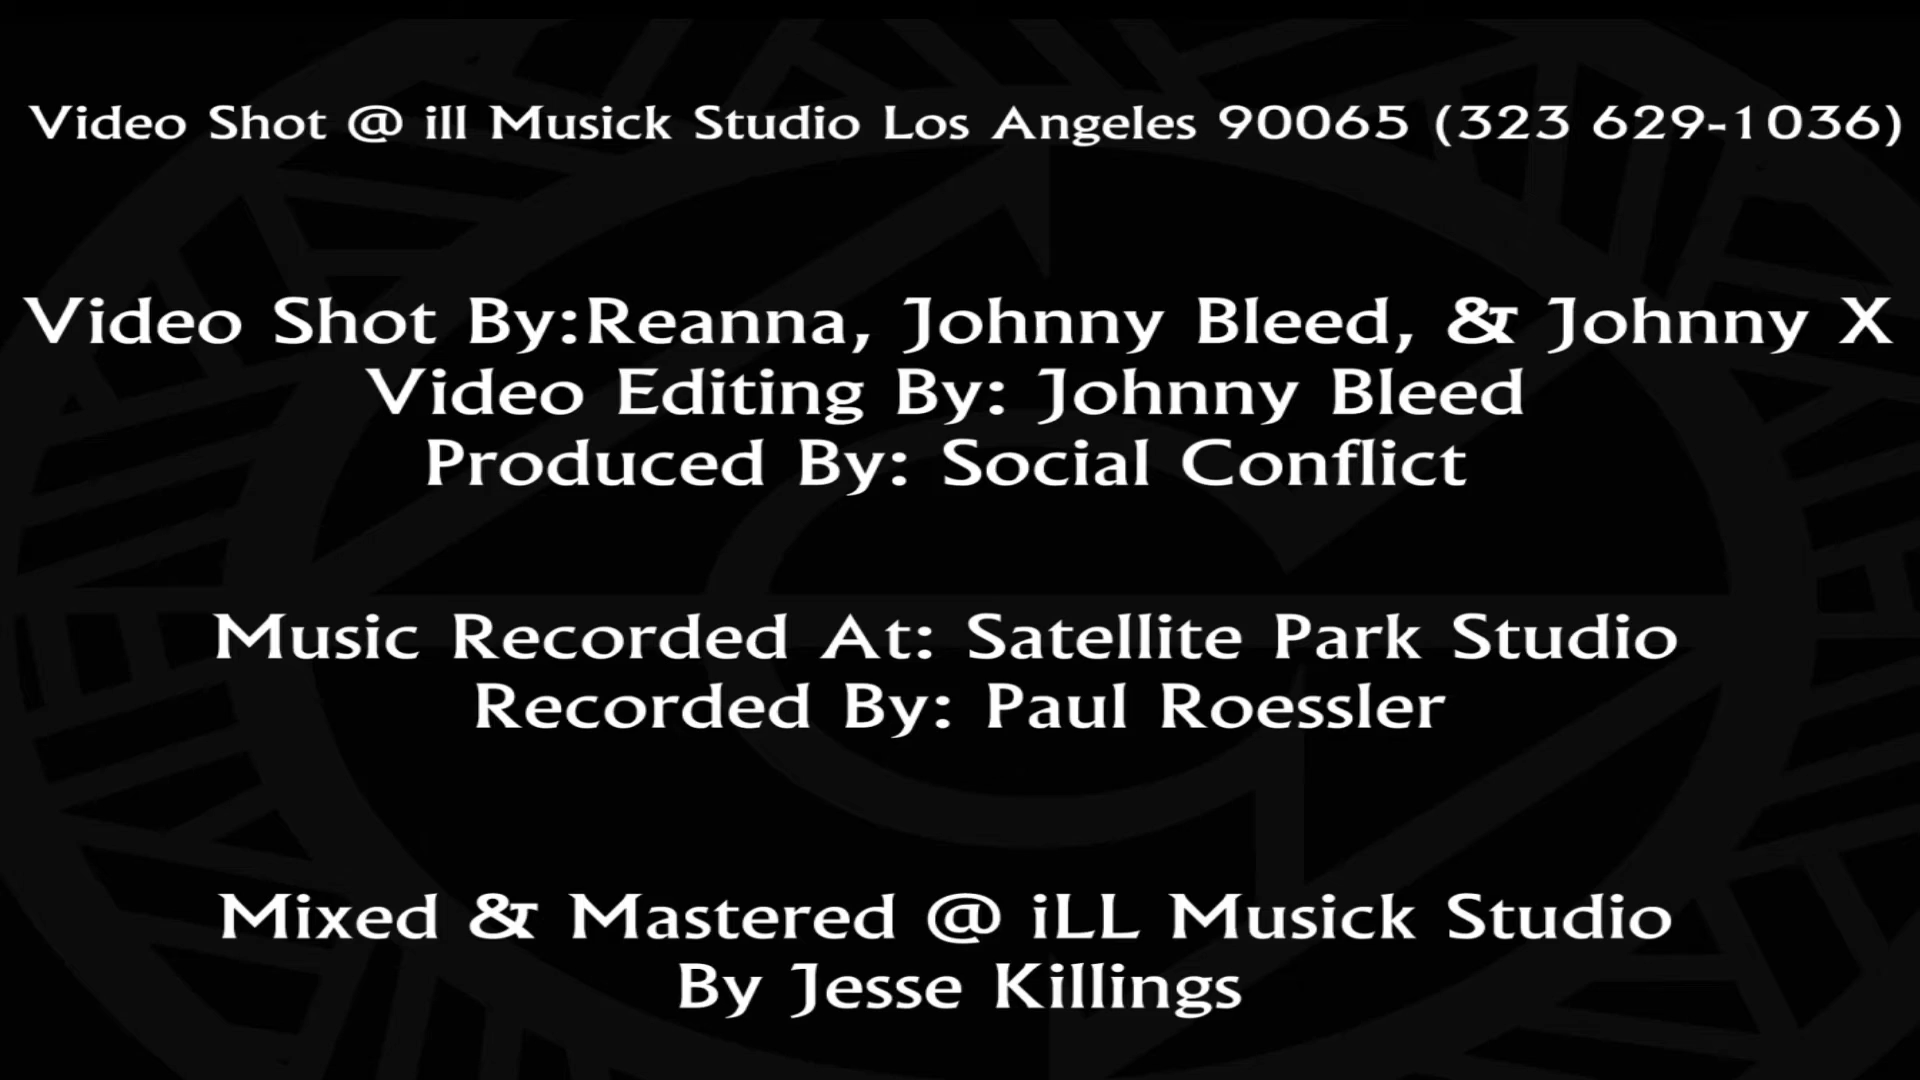 Video Shot @ ill Musick Studio Los Angeles 90065 (323 629-1036)
Video Shot By:Reanna, Johnny Bleed, & Johnny X
Video Editing By: Johnny Bleed
Produced By: Social Conflict
Music Recorded At: Satellite Park Studio
Recorded By: Paul Roessler
Mixed & Mastered @ iLL Musick Studio
By Jesse Killings